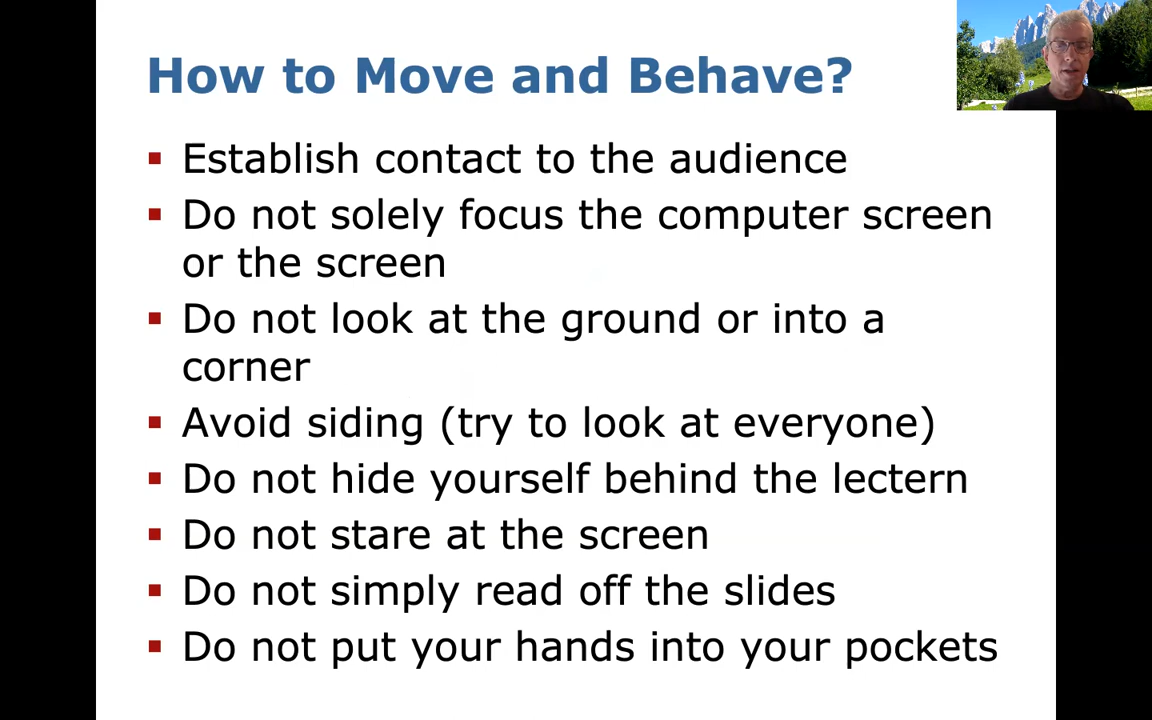 How to Move and Behave?
▪ Establish contact to the audience
▪ Do not solely focus the computer screen
or the screen
▪ Do not look at the ground or into a
corner
▪ Avoid siding (try to look at everyone)
▪ Do not hide yourself behind the lectern
▪ Do not stare at the screen
▪ Do not simply read off the slides
▪ Do not put your hands into your pockets